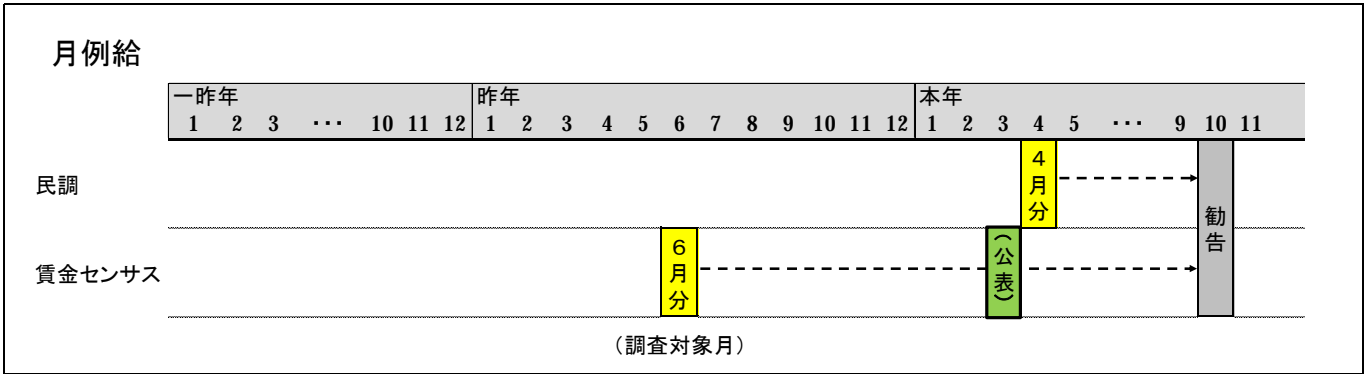 月例給
一昨年 昨年 本年
1 2 3 ･･･ 10 11 12 1 2 3 4 5 6 7 8 9 10 11 12 1 2 3 4 5 ･･･ 9 10 11
民調
4月分
勧告
賃金センサス
6月分
(公表)
(調査対象月)